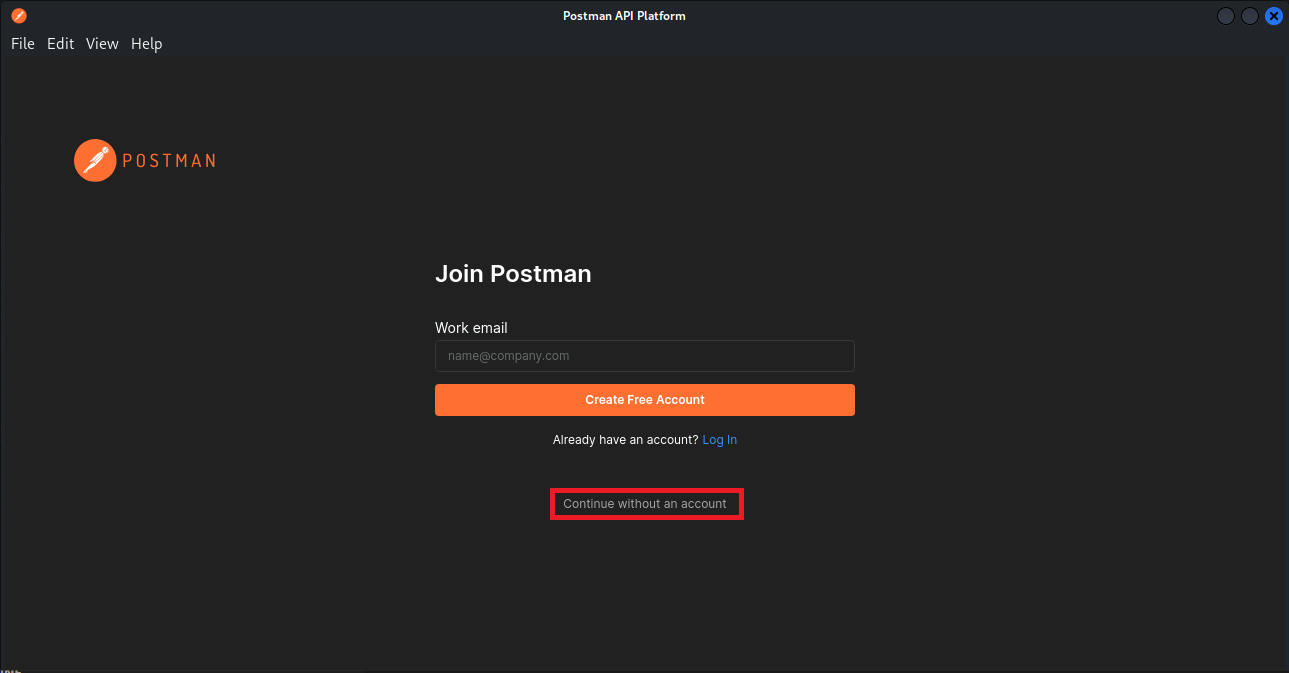 Postman API Platform
File Edit View Help
POSTMAN
Join Postman
Work email
name@company.com
Create Free Account
Already have an account? Log In
Continue without an account